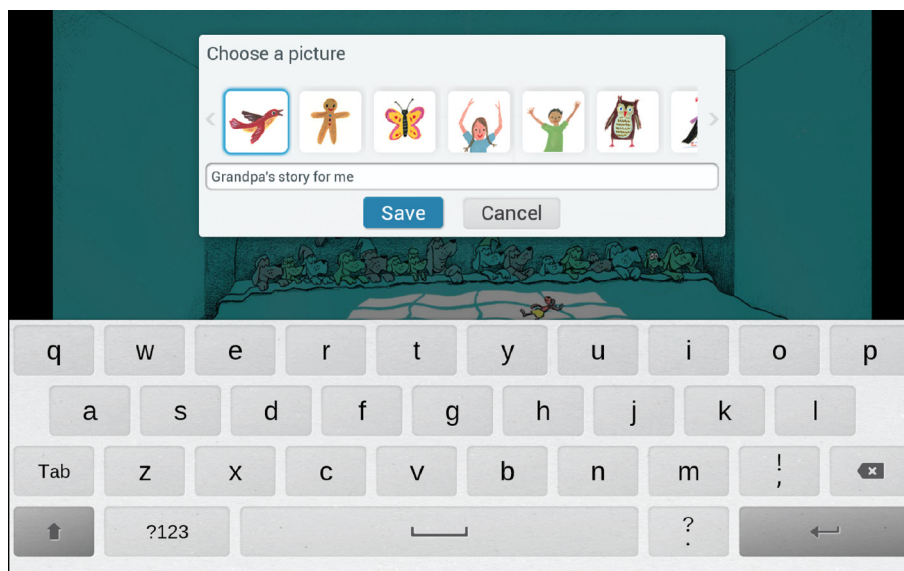 Choose a picture
Grandpa's story for me
Save Cancel
q w e r t y u i o p
a s d f g h j k l
Tab z x c v b n m ! ,
?123 ? .